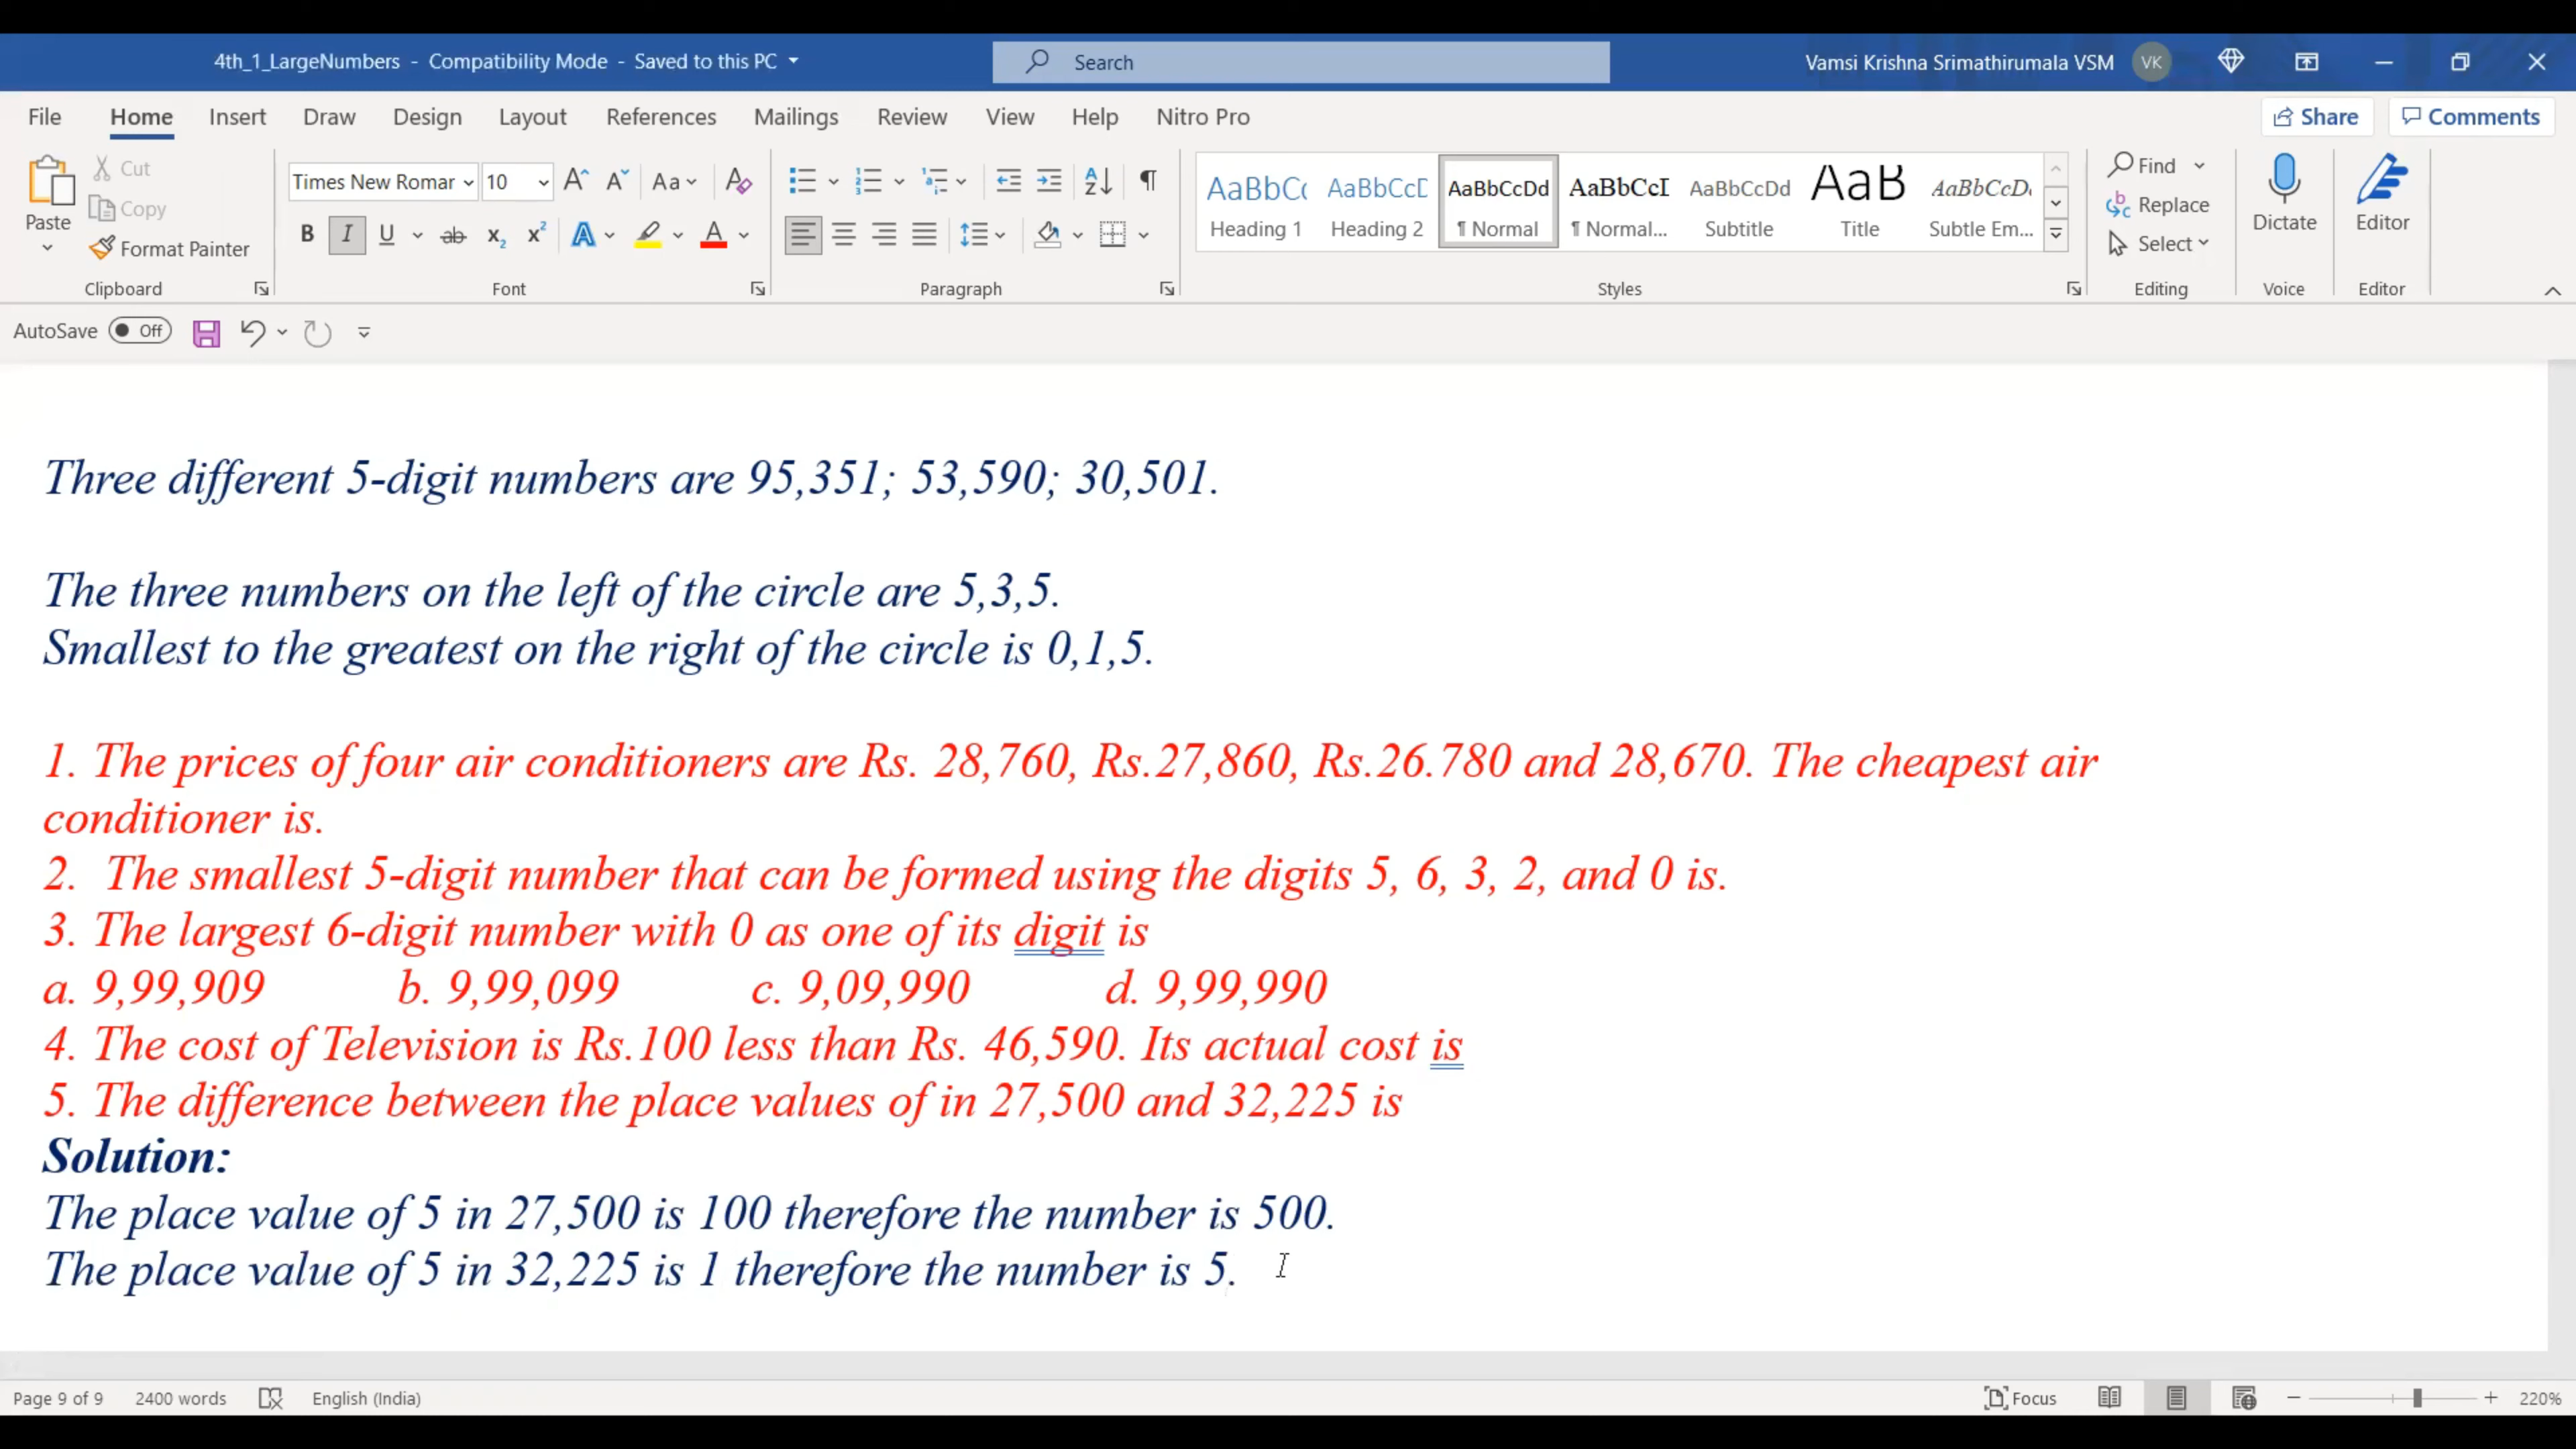 4th_1_LargeNumbers - Compatibility Mode - Saved to this PC
Search
Vamsi Krishna Srimathirumala VSM VK
File Home Insert Draw Design Layout References Mailings Review View Help Nitro Pro
Share Comments
Paste
Cut
Copy
Format Painter
Clipboard
Times New Romar 10
Font
Paragraph
AaBbCc AaBbCcD AaBbCcDd AaBbCcI AaBbCcDd AaB AaBbCcD
Heading 1 Heading 2 ¶ Normal ¶ Normal... Subtitle Title Subtle Em...
Styles
Find
Replace
Select
Editing
Dictate
Voice
Editor
Editor
AutoSave Off
Three different 5-digit numbers are 95,351; 53,590; 30,501.
The three numbers on the left of the circle are 5,3,5.
Smallest to the greatest on the right of the circle is 0,1,5.
1. The prices of four air conditioners are Rs. 28,760, Rs.27,860, Rs.26.780 and 28,670. The cheapest air
conditioner is.
2. The smallest 5-digit number that can be formed using the digits 5, 6, 3, 2, and 0 is.
3. The largest 6-digit number with 0 as one of its digit is
a. 9,99,909 b. 9,99,099 c. 9,09,990 d. 9,99,990
4. The cost of Television is Rs.100 less than Rs. 46,590. Its actual cost is
5. The difference between the place values of in 27,500 and 32,225 is
Solution:
The place value of 5 in 27,500 is 100 therefore the number is 500.
The place value of 5 in 32,225 is 1 therefore the number is 5.
Page 9 of 9 2400 words English (India)
Focus 220%